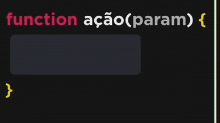 function ação(param) {
}